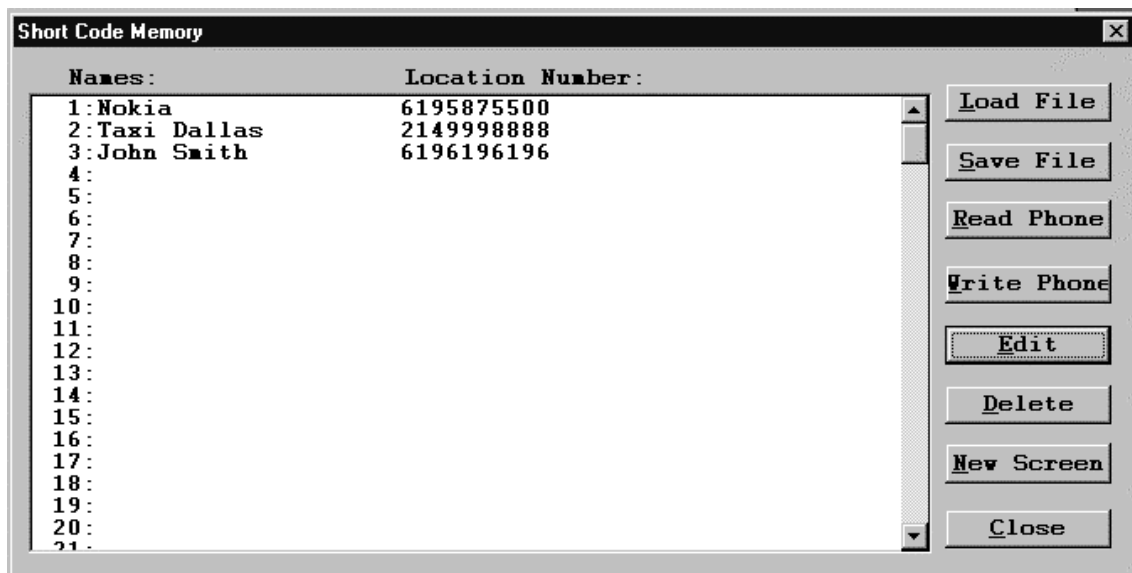 Short Code Memory
Names: Location Number:
1:Nokia 6195875500
2:Taxi Dallas 2149998888
3:John Smith 6196196196
4:
5:
6:
7:
8:
9:
10:
11:
12:
13:
14:
15:
16:
17:
18:
19:
20:
21:
Load File
Save File
Read Phone
Write Phone
Edit
Delete
New Screen
Close